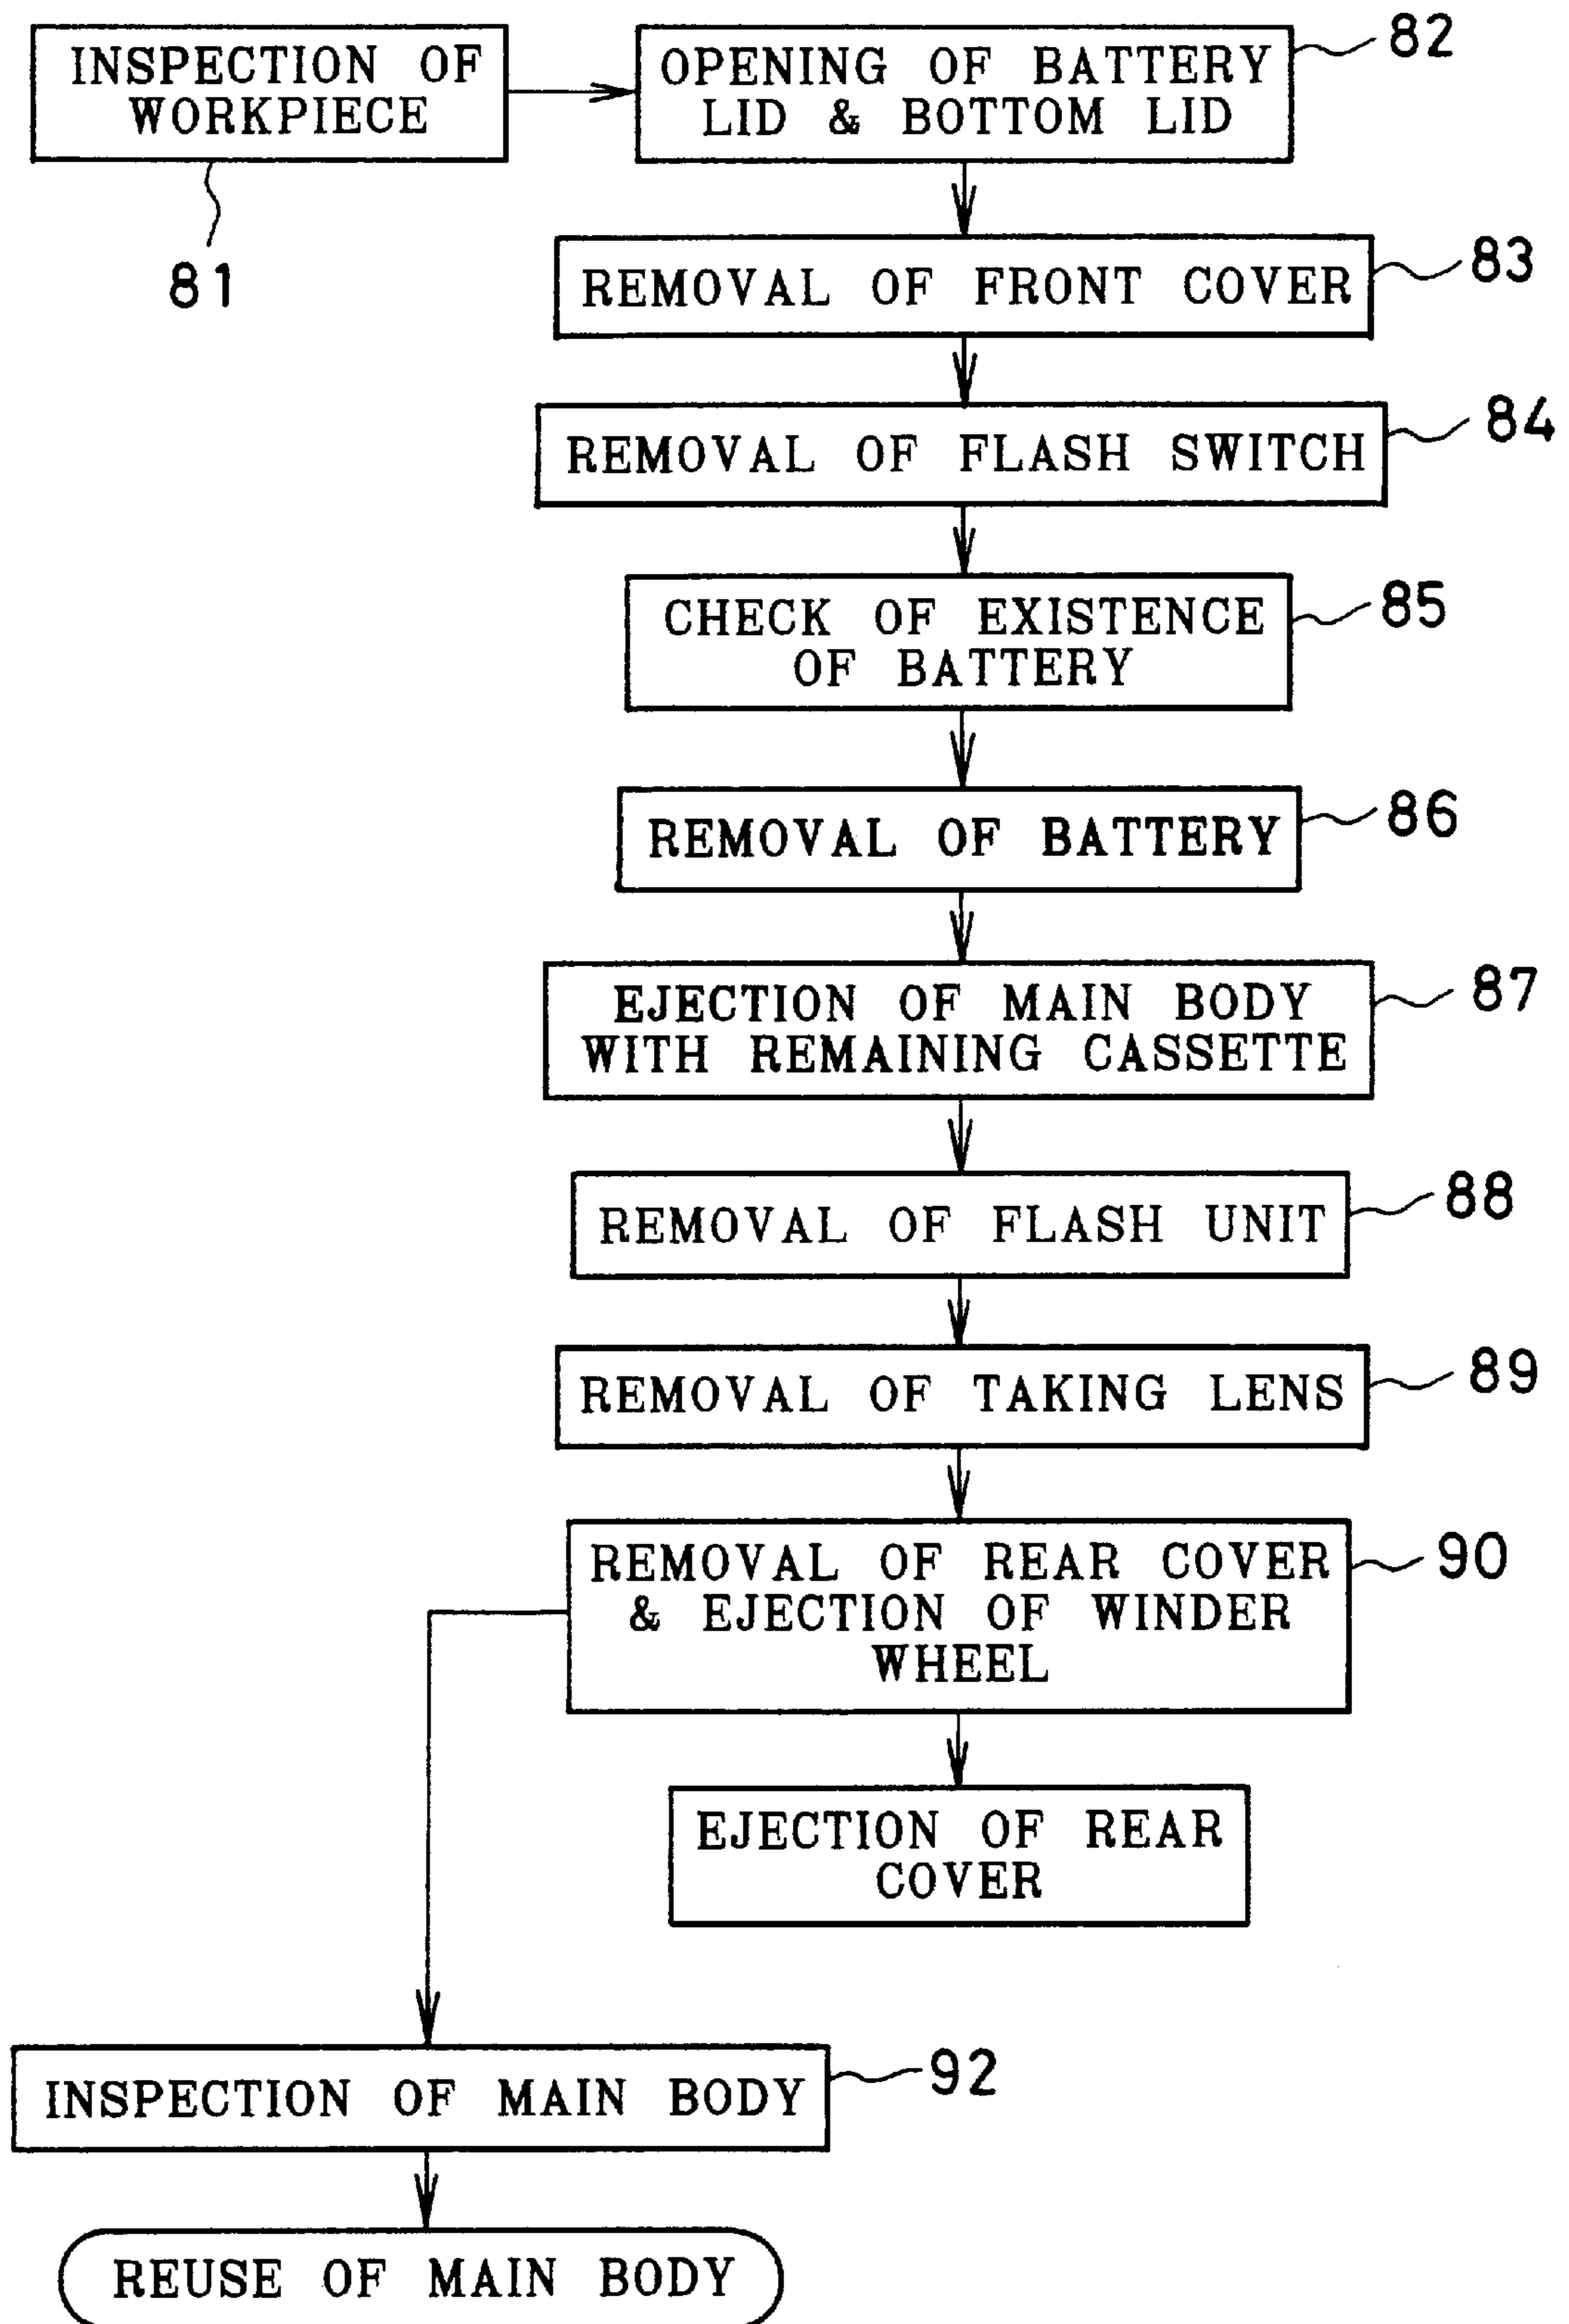 INSPECTION OF
WORKPIECE
81
OPENING OF BATTERY
LID & BOTTOM LID
82
REMOVAL OF FRONT COVER
83
REMOVAL OF FLASH SWITCH
84
CHECK OF EXISTENCE
OF BATTERY
85
REMOVAL OF BATTERY
86
EJECTION OF MAIN BODY
WITH REMAINING CASSETTE
87
REMOVAL OF FLASH UNIT
88
REMOVAL OF TAKING LENS
89
REMOVAL OF REAR COVER
& EJECTION OF WINDER
WHEEL
90
EJECTION OF REAR
COVER
INSPECTION OF MAIN BODY
92
REUSE OF MAIN BODY